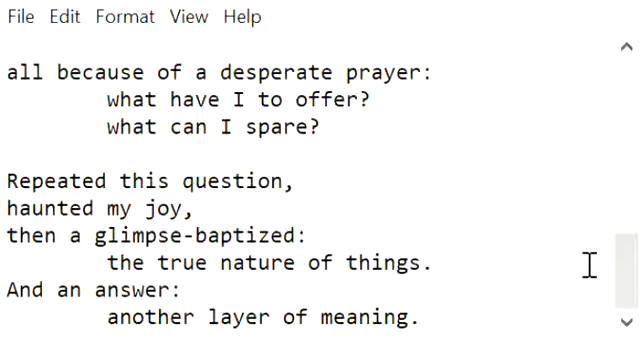 File Edit Format View Help
all because of a desperate prayer:
what have I to offer?
what can I spare?
Repeated this question,
haunted my joy,
then a glimpse-baptized:
the true nature of things.
And an answer:
another layer of meaning.